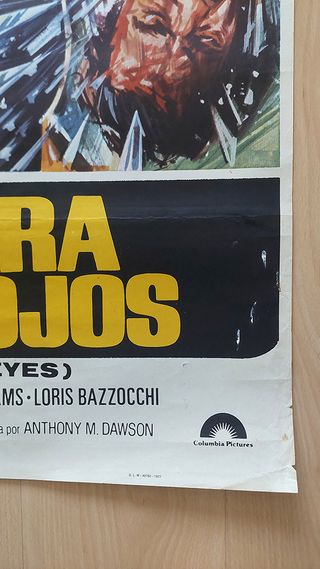 RA
OJOS
EYES)
AMS · LORIS BAZZOCCHI
a por ANTHONY M. DAWSON
Columbia Pictures